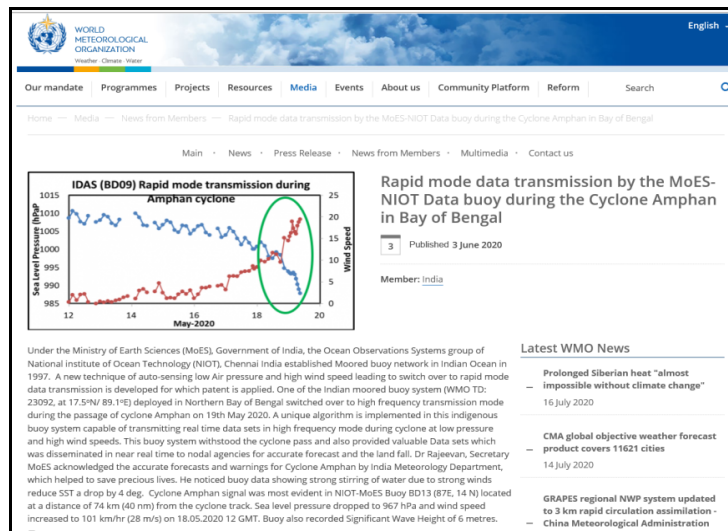 WORLD
METEOROLOGICAL
ORGANIZATION
Weather · Climate · Water
English
Our mandate Programmes Projects Resources Media Events About us Community Platform Reform Search
Home — Media — News from Members — Rapid mode data transmission by the MoES-NIOT Data buoy during the Cyclone Amphan in Bay of Bengal
Main · News · Press Release · News from Members · Multimedia · Contact us
IDAS (BD09) Rapid mode transmission during
Amphan cyclone
Sea Level Pressure (hPaP
1015
1010
1005
1000
995
990
985
25
20
15
10
5
0
Wind Speed
12 14 16 18 20
May-2020
Rapid mode data transmission by the MoES-
NIOT Data buoy during the Cyclone Amphan
in Bay of Bengal
3 Published 3 June 2020
Member: India
Under the Ministry of Earth Sciences (MoES), Government of India, the Ocean Observations Systems group of
National institute of Ocean Technology (NIOT), Chennai India established Moored buoy network in Indian Ocean in
1997. A new technique of auto-sensing low Air pressure and high wind speed leading to switch over to rapid mode
data transmission is developed for which patent is applied. One of the Indian moored buoy system (WMO TD:
23092, at 17.5ºN/ 89.1ºE) deployed in Northern Bay of Bengal switched over to high frequency transmission mode
during the passage of cyclone Amphan on 19th May 2020. A unique algorithm is implemented in this indigenous
buoy system capable of transmitting real time data sets in high frequency mode during cyclone at low pressure
and high wind speeds. This buoy system withstood the cyclone pass and also provided valuable Data sets which
was disseminated in near real time to nodal agencies for accurate forecast and the land fall. Dr Rajeevan, Secretary
MoES acknowledged the accurate forecasts and warnings for Cyclone Amphan by India Meteorology Department,
which helped to save precious lives. He noticed buoy data showing strong stirring of water due to strong winds
reduce SST a drop by 4 deg. Cyclone Amphan signal was most evident in NIOT-MoES Buoy BD13 (87E, 14 N) located
at a distance of 74 km (40 nm) from the cyclone track. Sea level pressure dropped to 967 hPa and wind speed
increased to 101 km/hr (28 m/s) on 18.05.2020 12 GMT. Buoy also recorded Significant Wave Height of 6 metres.
Latest WMO News
Prolonged Siberian heat "almost
impossible without climate change"
16 July 2020
CMA global objective weather forecast
product covers 11621 cities
14 July 2020
GRAPES regional NWP system updated
to 3 km rapid circulation assimilation -
China Meteorological Administration